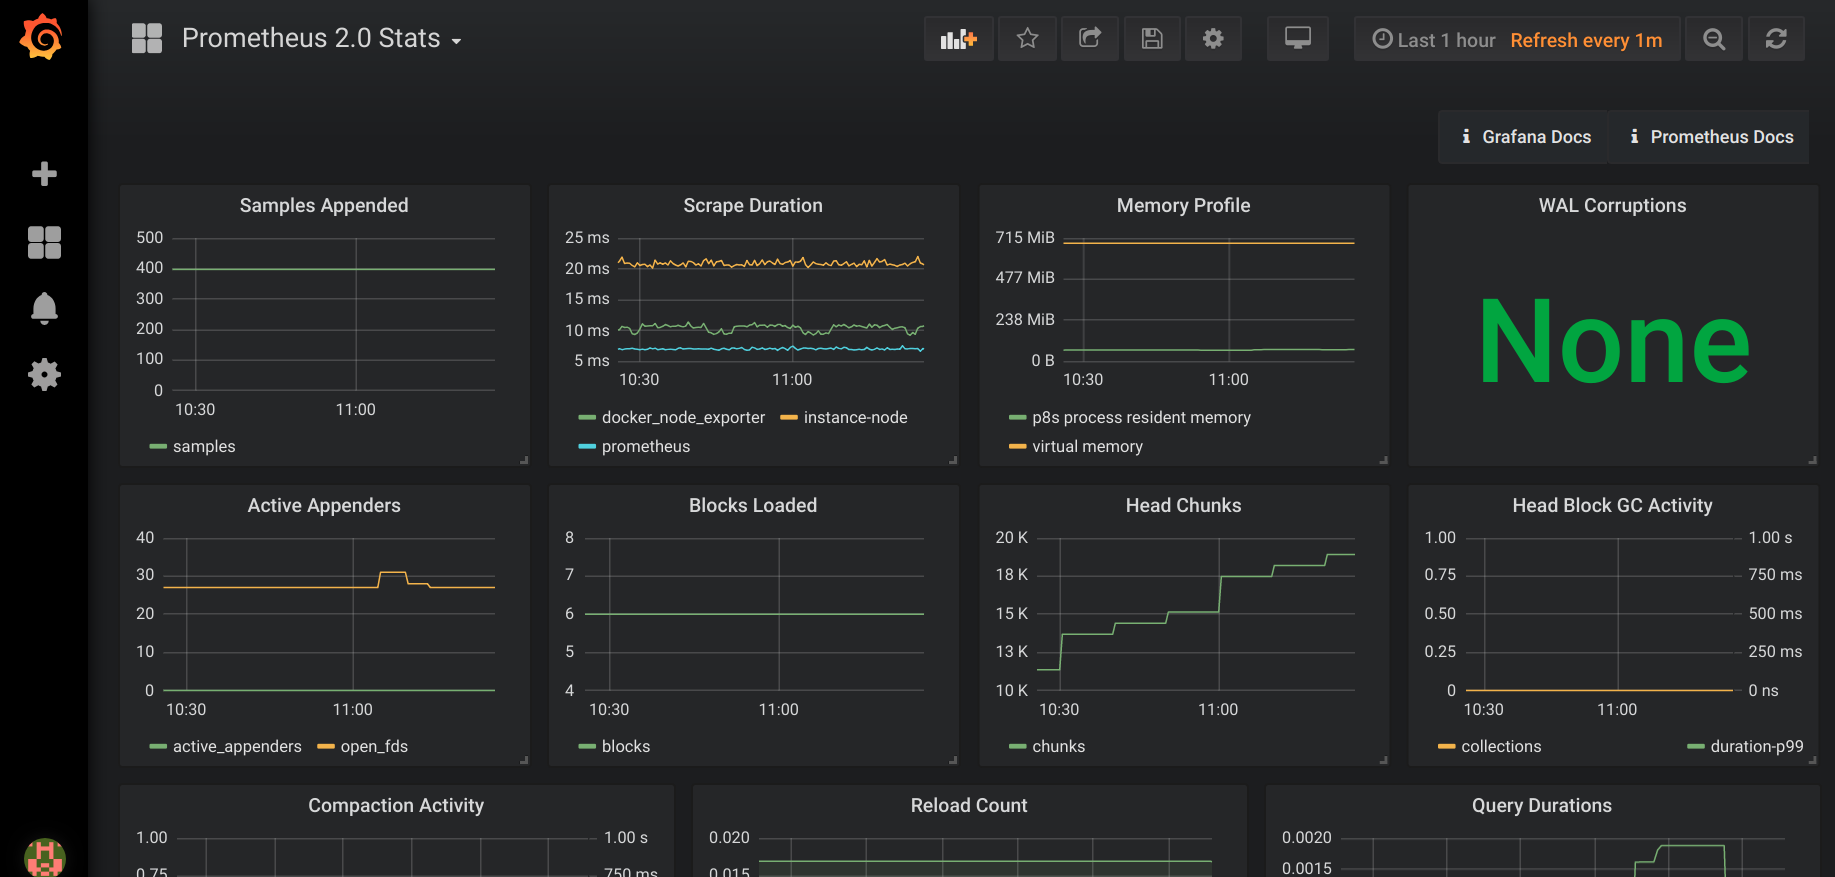 Prometheus 2.0 Stats
Last 1 hour Refresh every 1m
Grafana Docs
Prometheus Docs
Samples Appended
500
400
300
200
100
0
10:30 11:00
samples
Scrape Duration
25 ms
20 ms
15 ms
10 ms
5 ms
10:30 11:00
docker_node_exporter instance-node
prometheus
Memory Profile
715 MiB
477 MiB
238 MiB
0 B
10:30 11:00
p8s process resident memory
virtual memory
WAL Corruptions
None
Active Appenders
40
30
20
10
0
10:30 11:00
active_appenders open_fds
Blocks Loaded
8
7
6
5
4
10:30 11:00
blocks
Head Chunks
20 K
18 K
15 K
13 K
10 K
10:30 11:00
chunks
Head Block GC Activity
1.00 1.00 s
0.75 750 ms
0.50 500 ms
0.25 250 ms
0 0 ns
10:30 11:00
collections duration-p99
Compaction Activity
1.00 1.00 s
0.75 750 ms
Reload Count
0.020
0.015
Query Durations
0.0020
0.0015